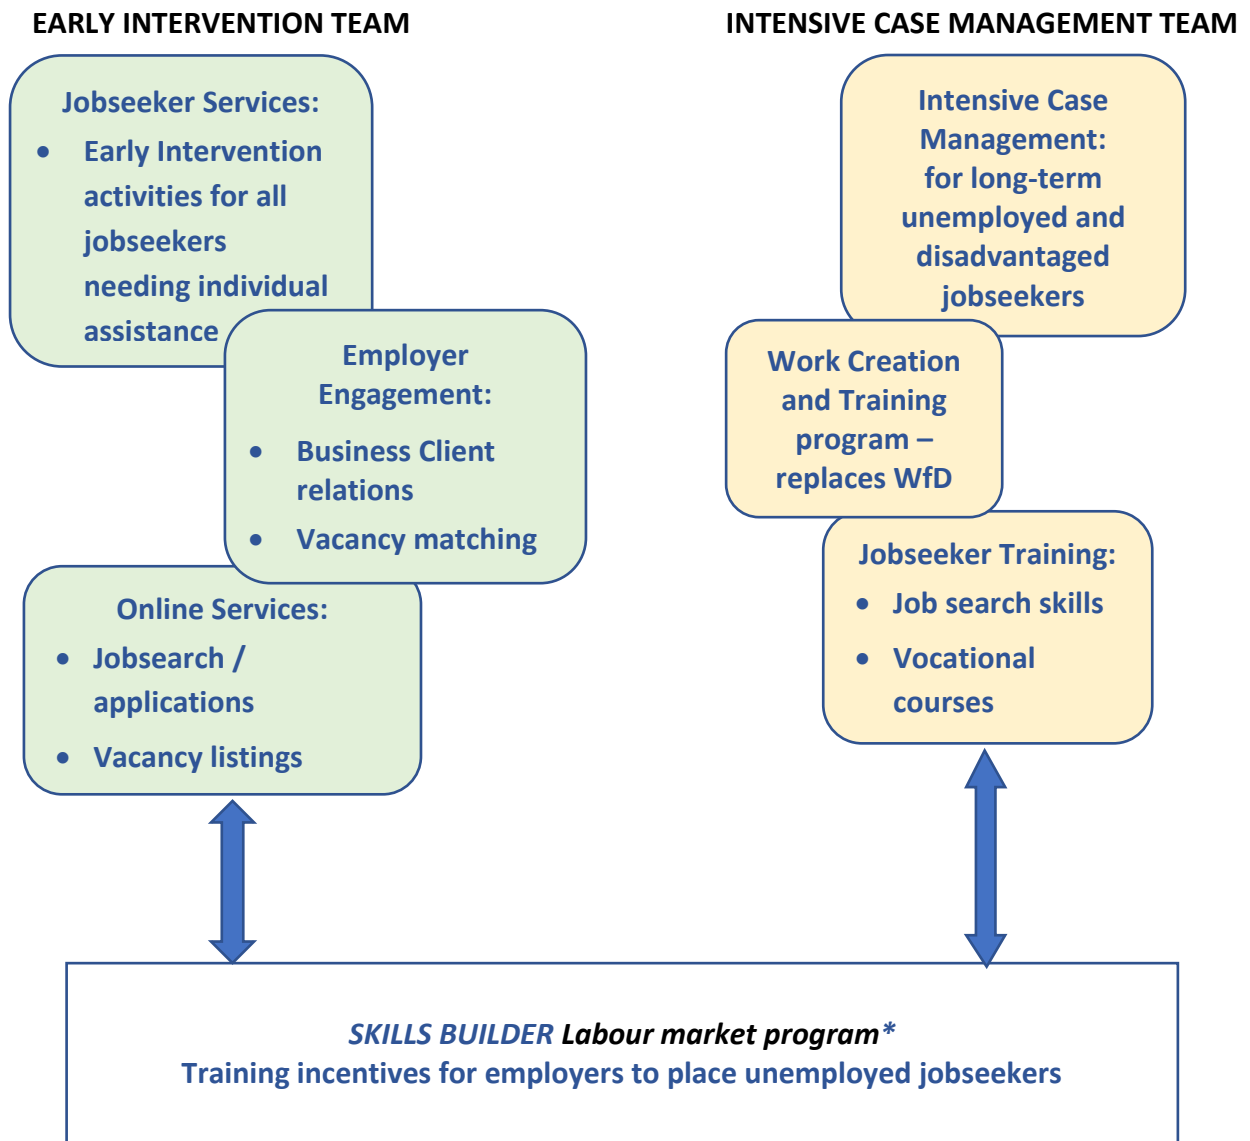 EARLY INTERVENTION TEAM
Jobseeker Services:
• Early Intervention
activities for all
jobseekers
needing individual
assistance
Employer
Engagement:
• Business Client
relations
• Vacancy matching
Online Services:
• Jobsearch /
applications
• Vacancy listings
INTENSIVE CASE MANAGEMENT TEAM
Intensive Case
Management:
for long-term
unemployed and
disadvantaged
jobseekers
Work Creation
and Training
program –
replaces WfD
Jobseeker Training:
• Job search skills
• Vocational
courses
SKILLS BUILDER Labour market program*
Training incentives for employers to place unemployed jobseekers